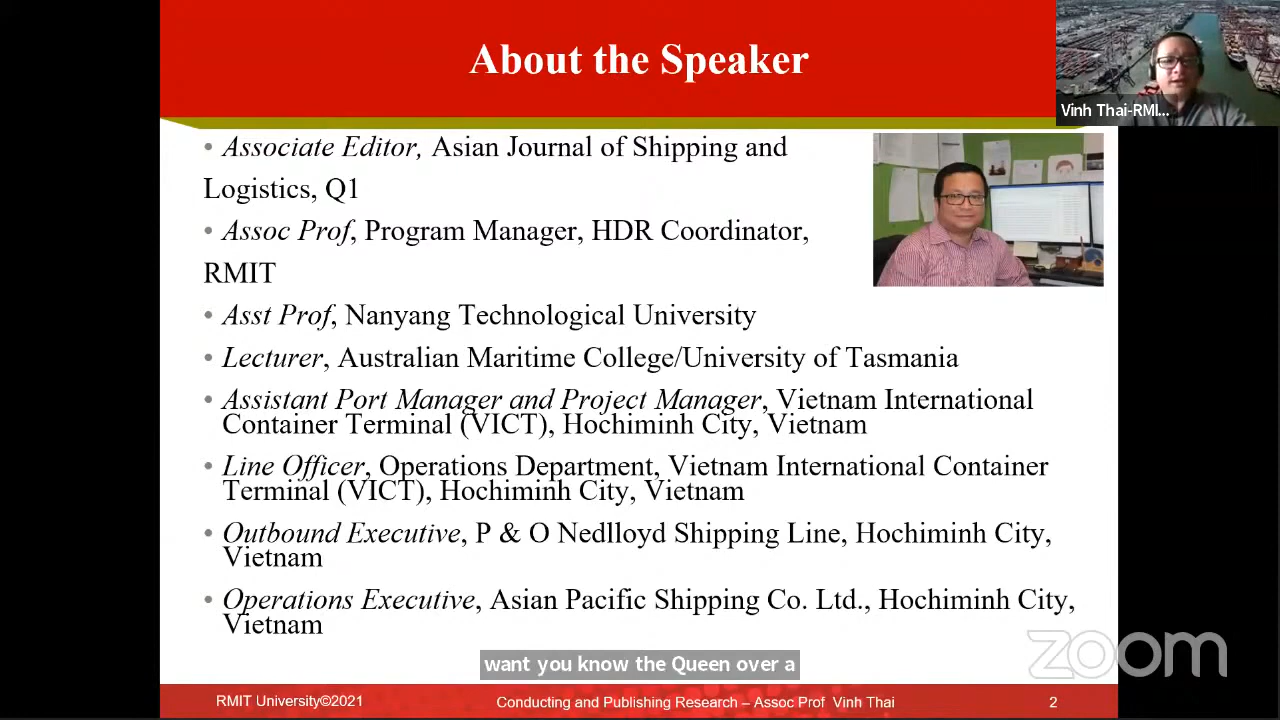 About the Speaker
Vinh Thai-RMI...
• Associate Editor, Asian Journal of Shipping and
Logistics, Q1
• Assoc Prof, Program Manager, HDR Coordinator,
RMIT
• Asst Prof, Nanyang Technological University
• Lecturer, Australian Maritime College/University of Tasmania
• Assistant Port Manager and Project Manager, Vietnam International
Container Terminal (VICT), Hochiminh City, Vietnam
• Line Officer, Operations Department, Vietnam International Container
Terminal (VICT), Hochiminh City, Vietnam
• Outbound Executive, P & O Nedlloyd Shipping Line, Hochiminh City,
Vietnam
• Operations Executive, Asian Pacific Shipping Co. Ltd., Hochiminh City,
Vietnam
zoom
want you know the Queen over a
RMIT University©2021
Conducting and Publishing Research – Assoc Prof Vinh Thai
2